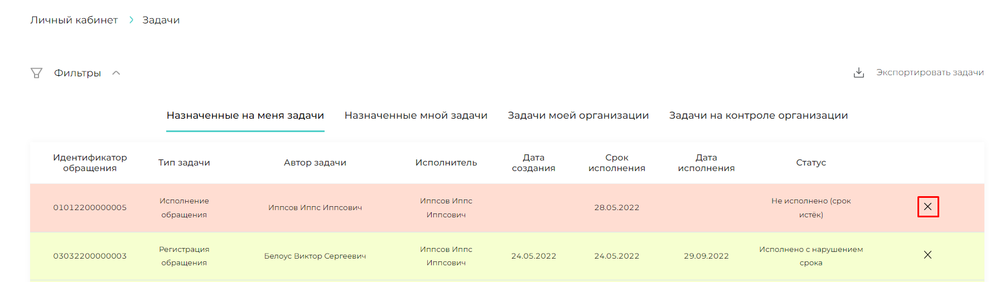 Личный кабинет > Задачи
Фильтры
Экспортировать задачи
Назначенные на меня задачи Назначенные мной задачи Задачи моей организации Задачи на контроле организации
Идентификатор
обращения
Тип задачи
Автор задачи
Исполнитель
Дата
создания
Срок
исполнения
Дата
исполнения
Статус
01012200000005
Исполнение
обращения
Иппсов Иппс Иппсович
Иппсов Иппс
Иппсович
28.05.2022
Не исполнено (срок
истёк)
03032200000003
Регистрация
обращения
Белоус Виктор Сергеевич
Иппсов Иппс
Иппсович
24.05.2022
24.05.2022
29.09.2022
Исполнено с нарушением
срока